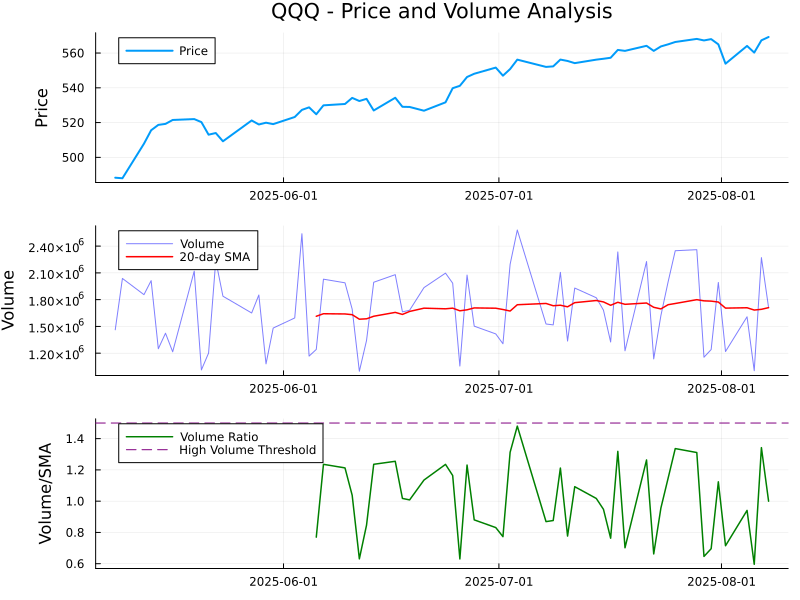 QQQ - Price and Volume Analysis
Price
560
540
520
500
Price
2025-06-01 2025-07-01 2025-08-01
Volume
20-day SMA
2.40×10⁶
2.10×10⁶
1.80×10⁶
1.50×10⁶
1.20×10⁶
Volume
2025-06-01 2025-07-01 2025-08-01
Volume Ratio
High Volume Threshold
1.4
1.2
1.0
0.8
0.6
Volume/SMA
2025-06-01 2025-07-01 2025-08-01